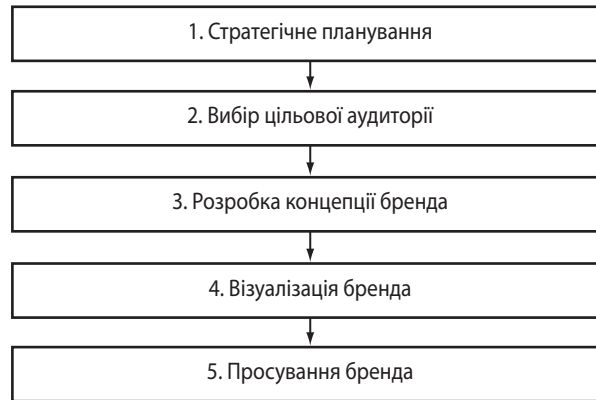 1. Стратегічне планування
2. Вибір цільової аудиторії
3. Розробка концепції бренда
4. Візуалізація бренда
5. Просування бренда